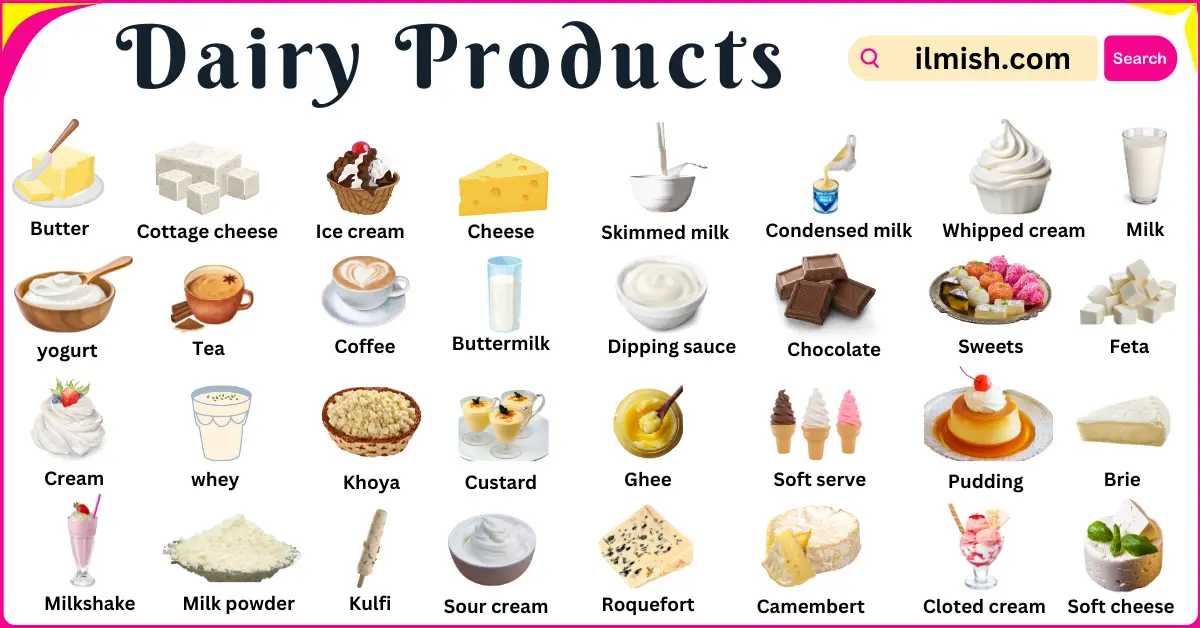 Dairy Products
ilmish.com
Search
Butter
Cottage cheese
Ice cream
Cheese
Skimmed milk
Condensed milk
Whipped cream
Milk
yogurt
Tea
Coffee
Buttermilk
Dipping sauce
Chocolate
Sweets
Feta
Cream
whey
Khoya
Custard
Ghee
Soft serve
Pudding
Brie
Milkshake
Milk powder
Kulfi
Sour cream
Roquefort
Camembert
Cloted cream
Soft cheese